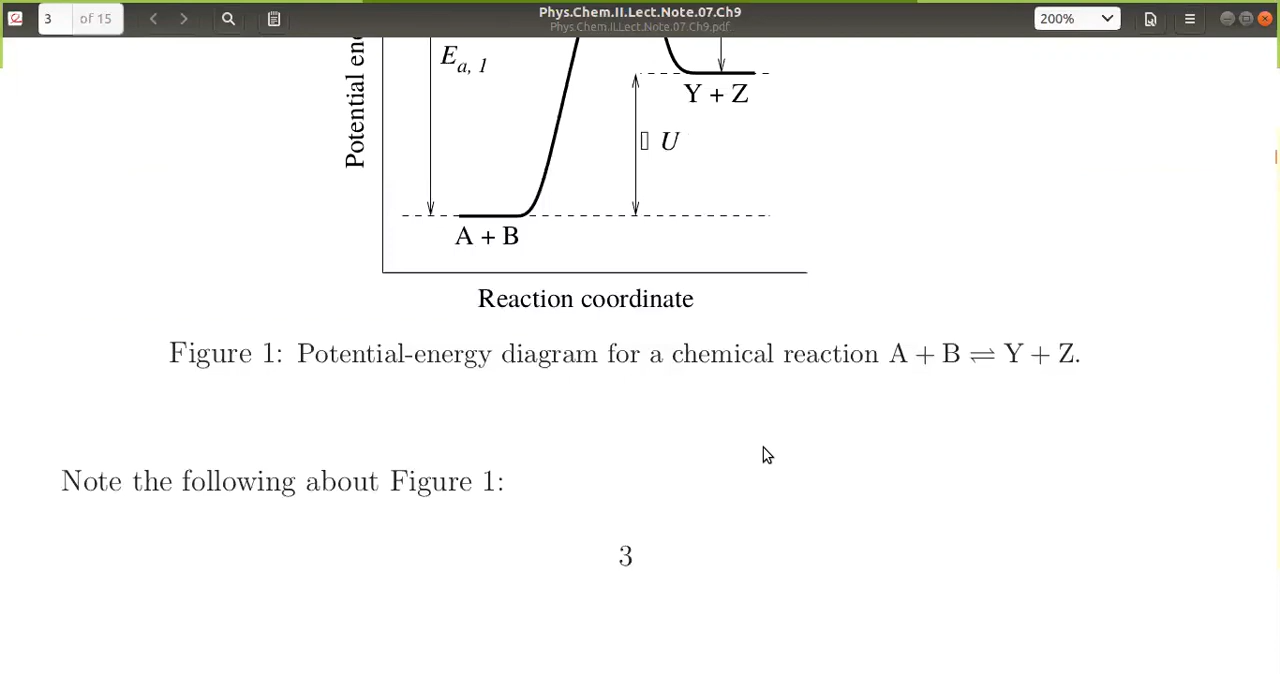 Phys.Chem.II.Lect.Note.07.Ch9
Phys.Chem.II.Lect.Note.07.Ch9.pdf
3 of 15
200%
Potential
E a, 1
Y + Z
U
A + B
Reaction coordinate
Figure 1: Potential-energy diagram for a chemical reaction A + B ⇌ Y + Z.
Note the following about Figure 1:
3